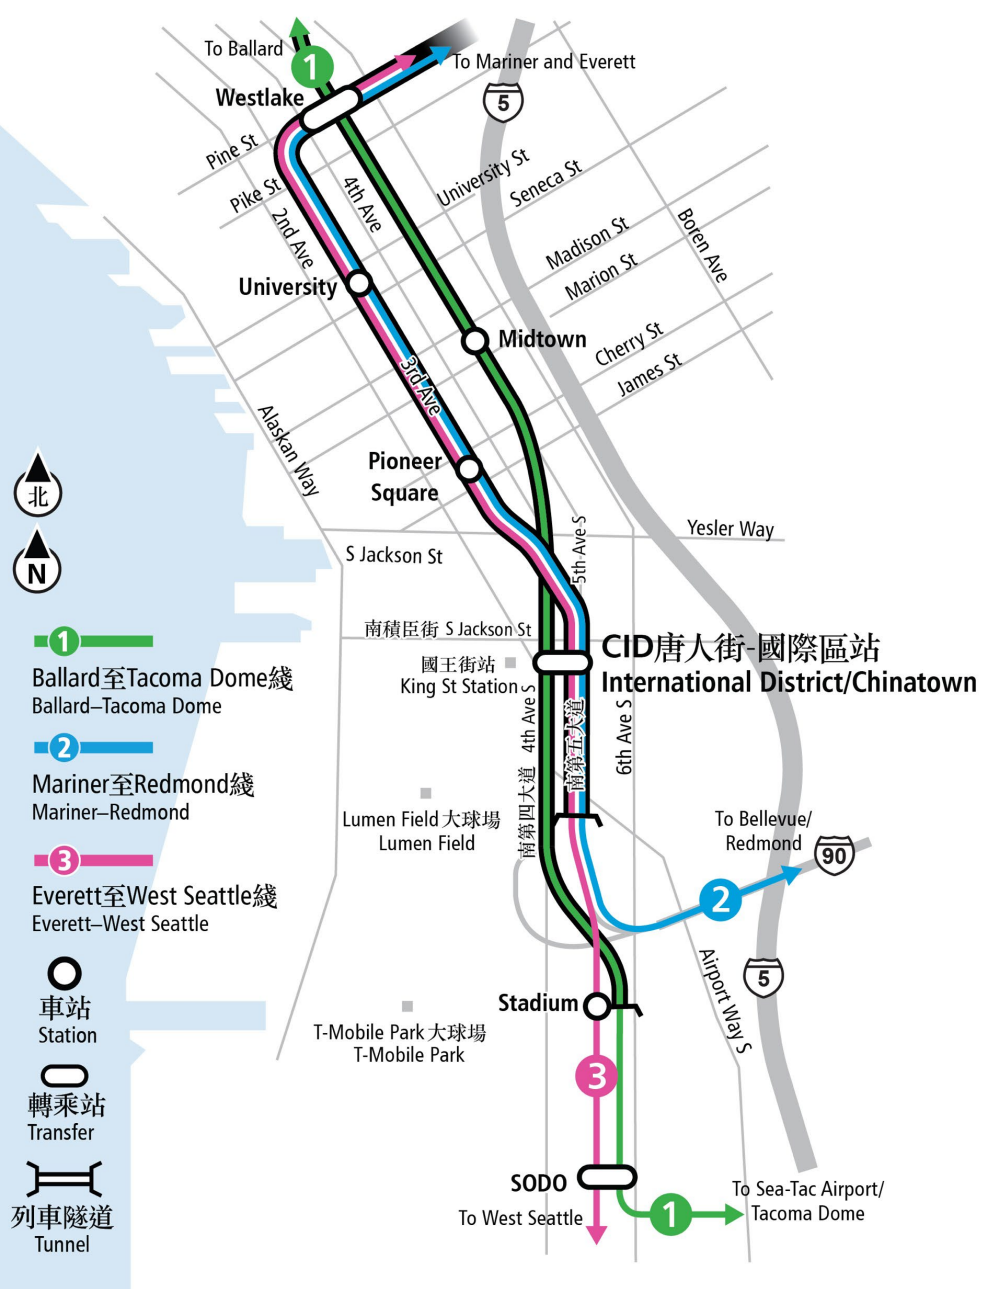 To Ballard
1
Westlake
To Mariner and Everett
5
Pine St
Pike St
2nd Ave
4th Ave
University St
Seneca St
Madison St
Marion St
Boren Ave
University
Midtown
Cherry St
James St
3rd Ave
Alaskan Way
Pioneer
Square
北
N
Yesler Way
S Jackson St
5th Ave S
南積臣街 S Jackson St
CID唐人街-國際區站
International District/Chinatown
國王街站
King St Station
南第四大道 4th Ave S
南第五大道
6th Ave S
1
Ballard至Tacoma Dome綫
Ballard–Tacoma Dome
2
Mariner至Redmond綫
Mariner–Redmond
3
Everett至West Seattle綫
Everett–West Seattle
Lumen Field 大球場
Lumen Field
To Bellevue/
Redmond
90
2
Airport Way S
5
Stadium
T-Mobile Park 大球場
T-Mobile Park
3
車站
Station
轉乘站
Transfer
列車隧道
Tunnel
SODO
To West Seattle
1
To Sea-Tac Airport/
Tacoma Dome